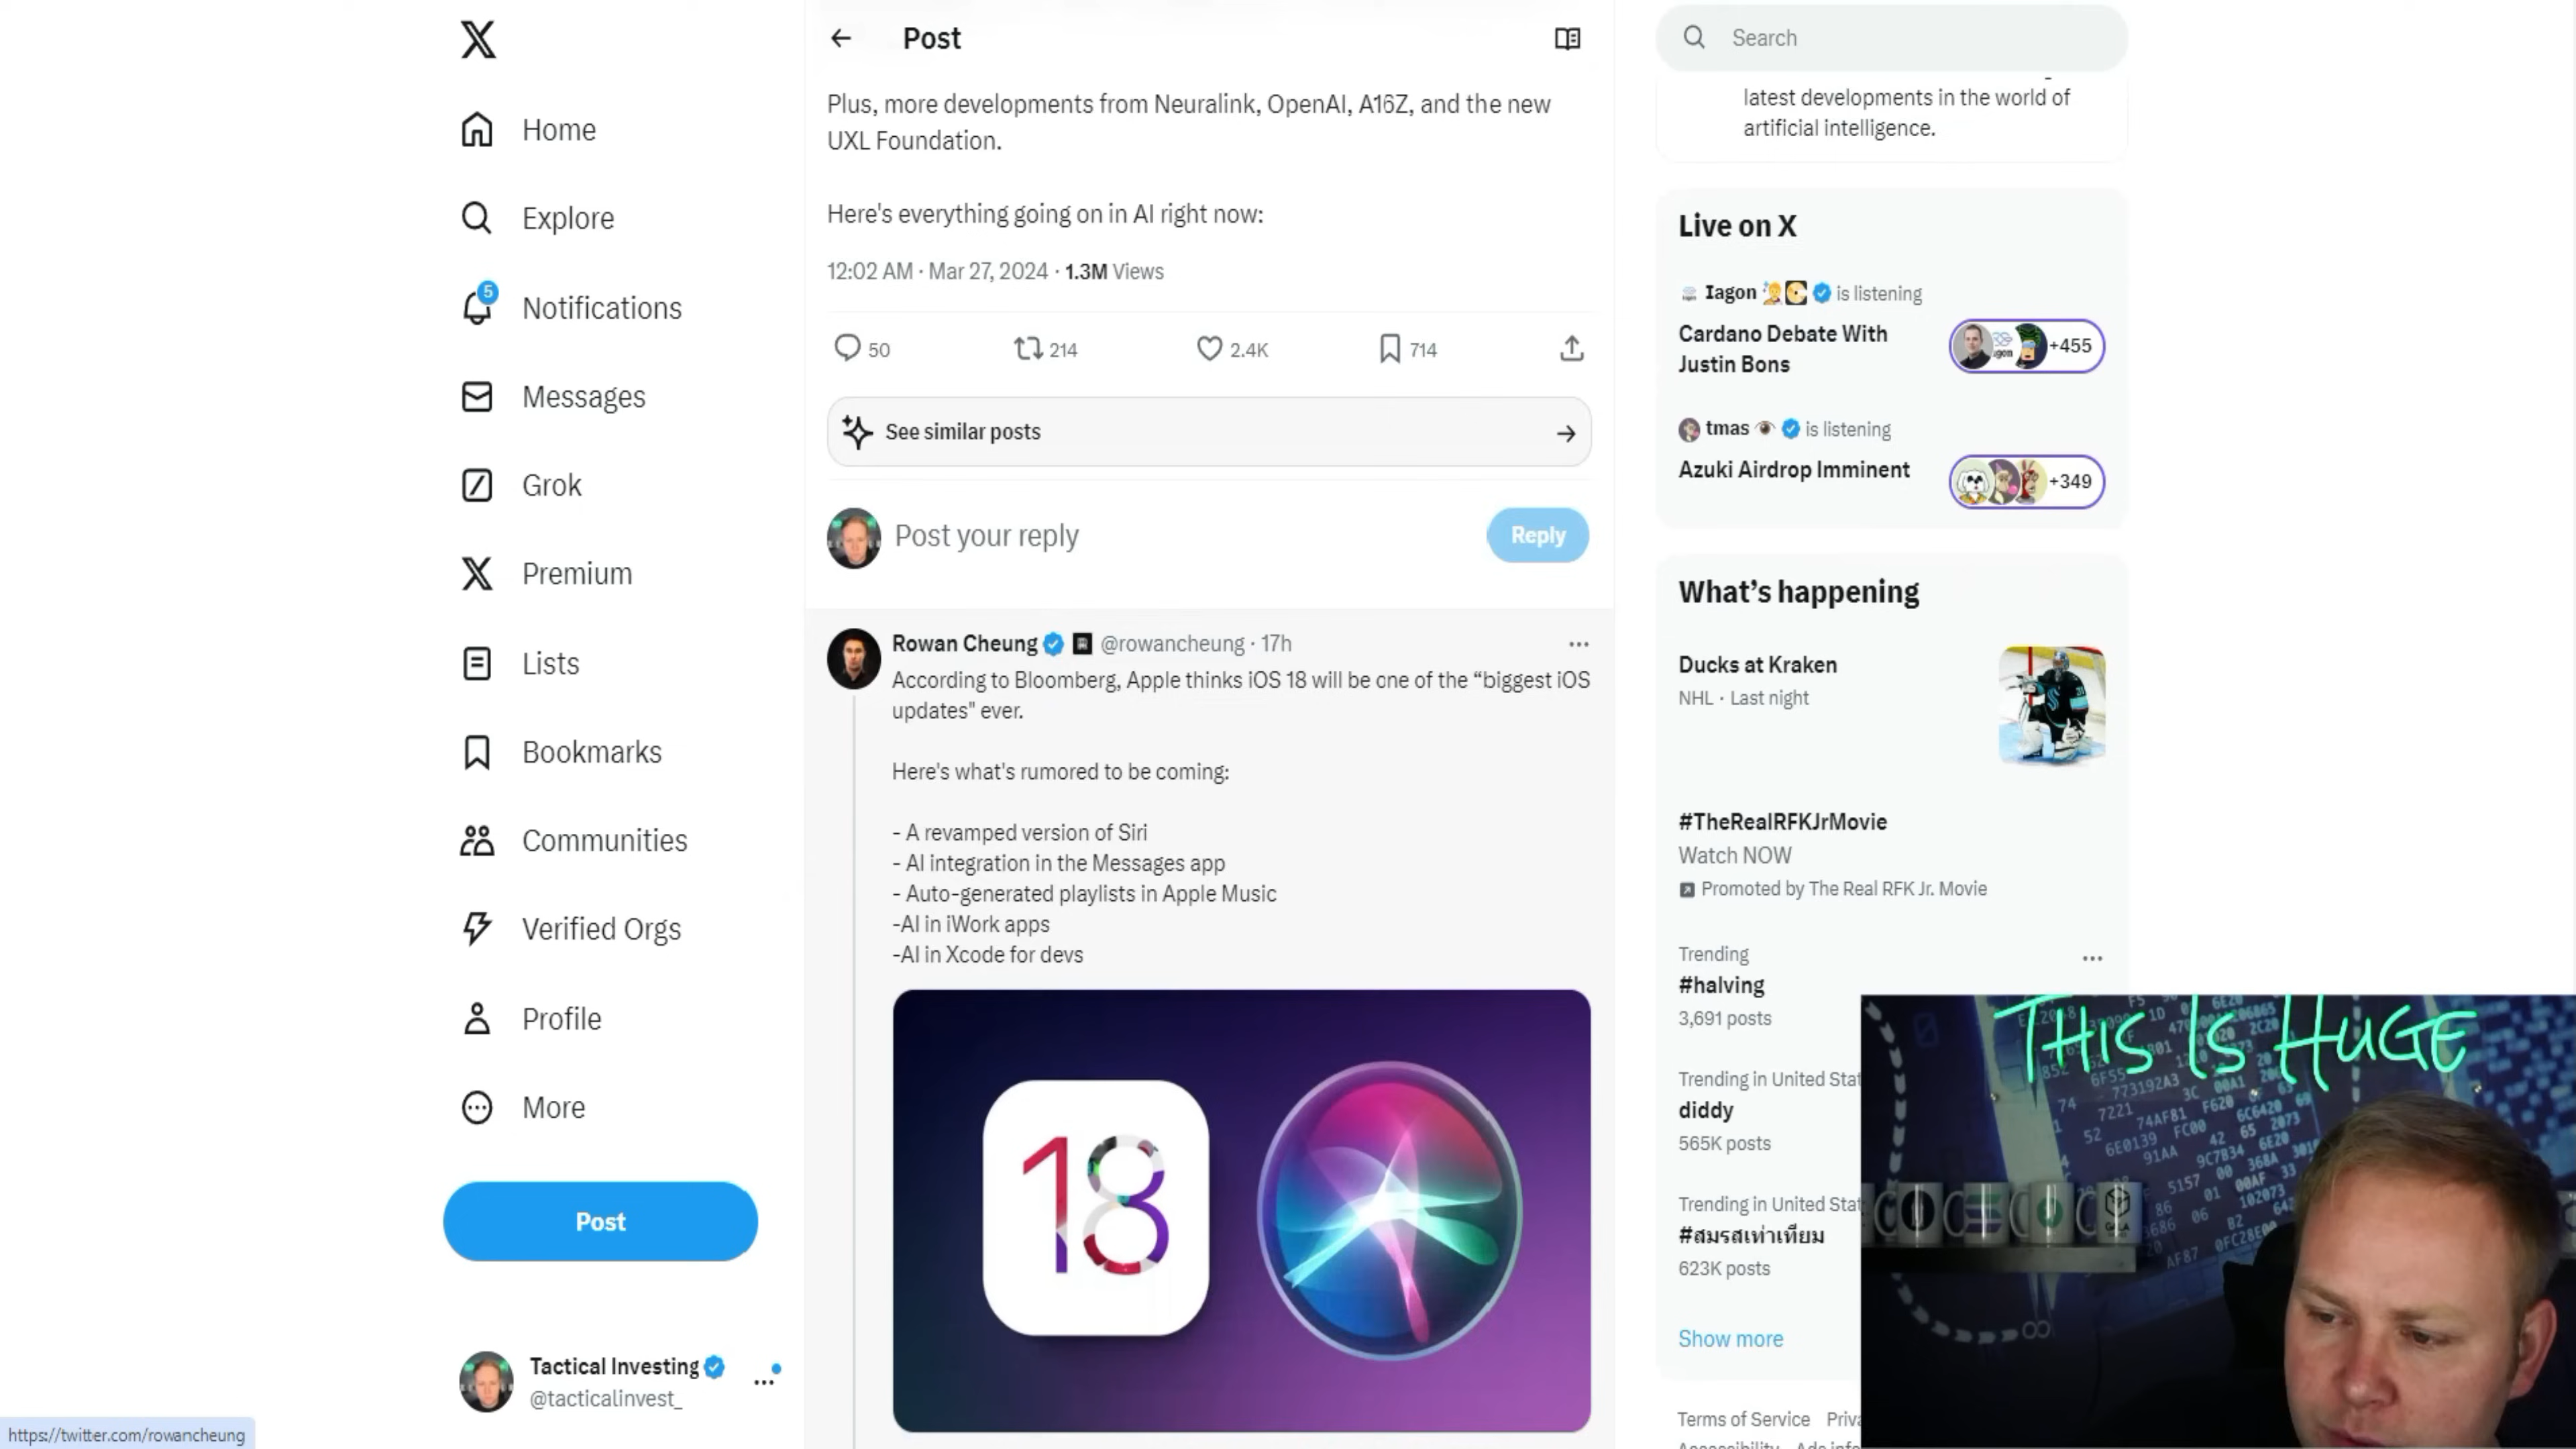 Home
Explore
5
Notifications
Messages
Grok
Premium
Lists
Bookmarks
Communities
Verified Orgs
Profile
More
Post
Tactical Investing
@tacticalinvest_
https://twitter.com/rowancheung
Post
Plus, more developments from Neuralink, OpenAI, A16Z, and the new
UXL Foundation.
Here's everything going on in AI right now:
12:02 AM · Mar 27, 2024 · 1.3M Views
50 214 2.4K 714
See similar posts
Post your reply
Reply
Rowan Cheung @rowancheung · 17h
According to Bloomberg, Apple thinks iOS 18 will be one of the “biggest iOS
updates" ever.
Here's what's rumored to be coming:
- A revamped version of Siri
- AI integration in the Messages app
- Auto-generated playlists in Apple Music
-AI in iWork apps
-AI in Xcode for devs
18
Search
latest developments in the world of
artificial intelligence.
Live on X
Iagon is listening
Cardano Debate With
Justin Bons
+455
tmas is listening
Azuki Airdrop Imminent
+349
What’s happening
Ducks at Kraken
NHL · Last night
#TheRealRFKJrMovie
Watch NOW
Promoted by The Real RFK Jr. Movie
Trending
#halving
3,691 posts
Trending in United Stat
diddy
565K posts
Trending in United Stat
#สมรสเท่าเทียม
623K posts
Show more
Terms of Service
THIS IS HUGE
GALA